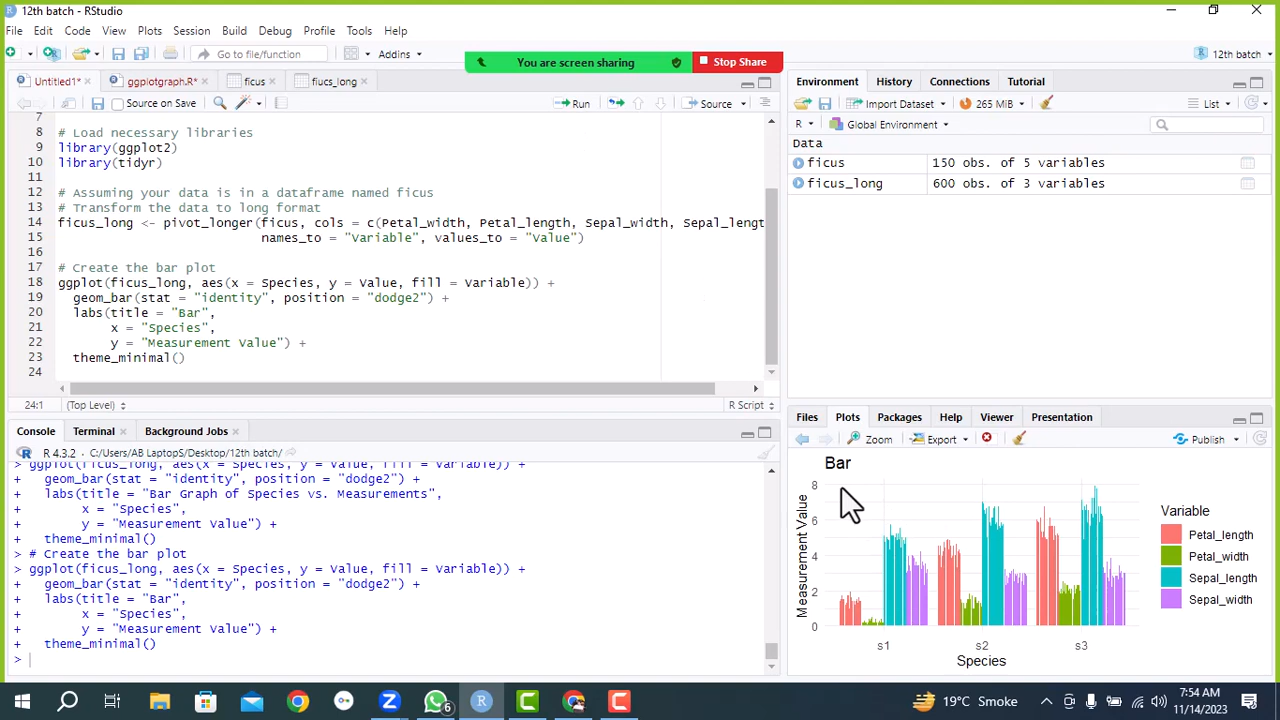 12th batch - RStudio
File Edit Code View Plots Session Build Debug Profile Tools Help
Go to file/function
Addins
You are screen sharing
Stop Share
12th batch
Untitled1*
ggplotgraph.R*
ficus
fiucs_long
Source on Save
Run
Source
7
8 # Load necessary libraries
9 library(ggplot2)
10 library(tidyr)
11
12 # Assuming your data is in a dataframe named ficus
13 # Transform the data to long format
14 ficus_long <- pivot_longer(ficus, cols = c(Petal_width, Petal_length, Sepal_width, Sepal_lengt
15 names_to = "Variable", values_to = "Value")
16
17 # Create the bar plot
18 ggplot(ficus_long, aes(x = Species, y = Value, fill = Variable)) +
19 geom_bar(stat = "identity", position = "dodge2") +
20 labs(title = "Bar",
21 x = "Species",
22 y = "Measurement Value") +
23 theme_minimal()
24
24:1 (Top Level) R Script
Console Terminal Background Jobs
R 4.3.2 . C:/Users/AB LaptopS/Desktop/12th batch/
> ggplot(ficus_long, aes(x = Species, y = Value, fill = Variable)) +
+ geom_bar(stat = "identity", position = "dodge2") +
+ labs(title = "Bar Graph of Species vs. Measurements",
+ x = "Species",
+ y = "Measurement Value") +
+ theme_minimal()
> # Create the bar plot
> ggplot(ficus_long, aes(x = Species, y = Value, fill = Variable)) +
+ geom_bar(stat = "identity", position = "dodge2") +
+ labs(title = "Bar",
+ x = "Species",
+ y = "Measurement Value") +
+ theme_minimal()
>
Environment History Connections Tutorial
Import Dataset 265 MiB List
R Global Environment
Data
ficus 150 obs. of 5 variables
ficus_long 600 obs. of 3 variables
Files Plots Packages Help Viewer Presentation
Zoom Export Publish
Bar
Measurement Value
8
6
4
2
0
s1 s2 s3
Species
Variable
Petal_length
Petal_width
Sepal_length
Sepal_width
6
19°C Smoke
7:54 AM
11/14/2023